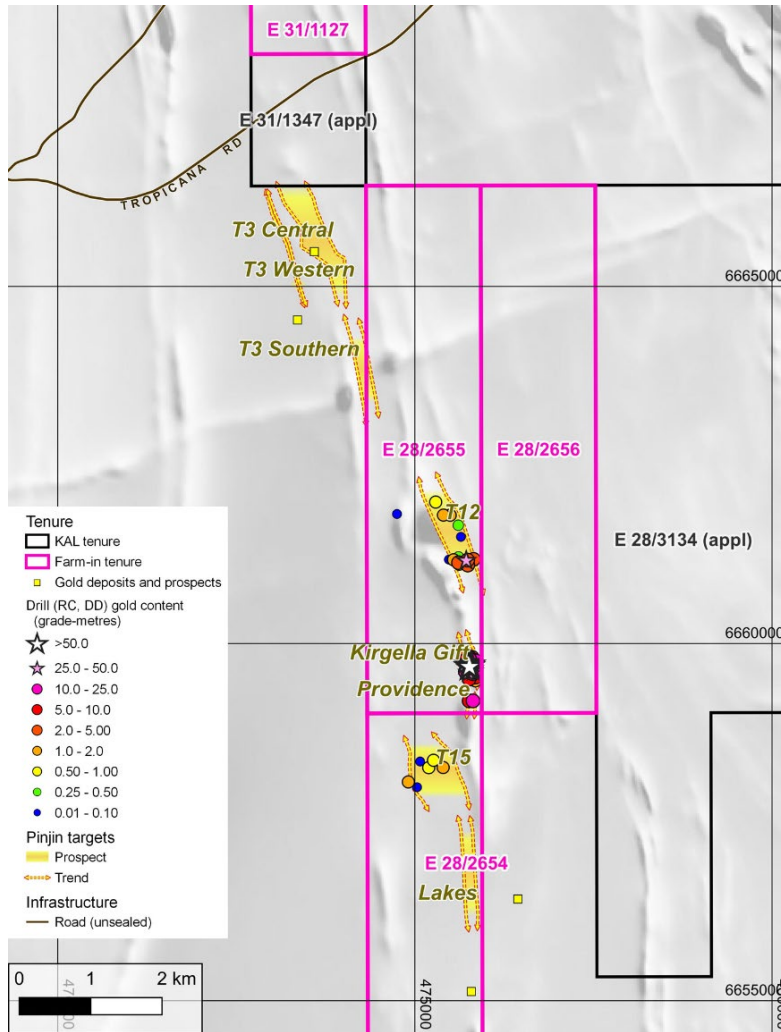 E 31/1127
E 31/1347 (appl)
TROPICANA RD
T3 Central
T3 Western
6665000
T3 Southern
E 28/2655
E 28/2656
T12
E 28/3134 (appl)
Kirgella Gift
6660000
Providence
T15
E 28/2654
Lakes
6655000
475000
Tenure
KAL tenure
Farm-in tenure
Gold deposits and prospects
Drill (RC, DD) gold content
(grade-metres)
>50.0
25.0 - 50.0
10.0 - 25.0
5.0 - 10.0
2.0 - 5.00
1.0 - 2.0
0.50 - 1.00
0.25 - 0.50
0.01 - 0.10
Pinjin targets
Prospect
Trend
Infrastructure
Road (unsealed)
0 1 2 km